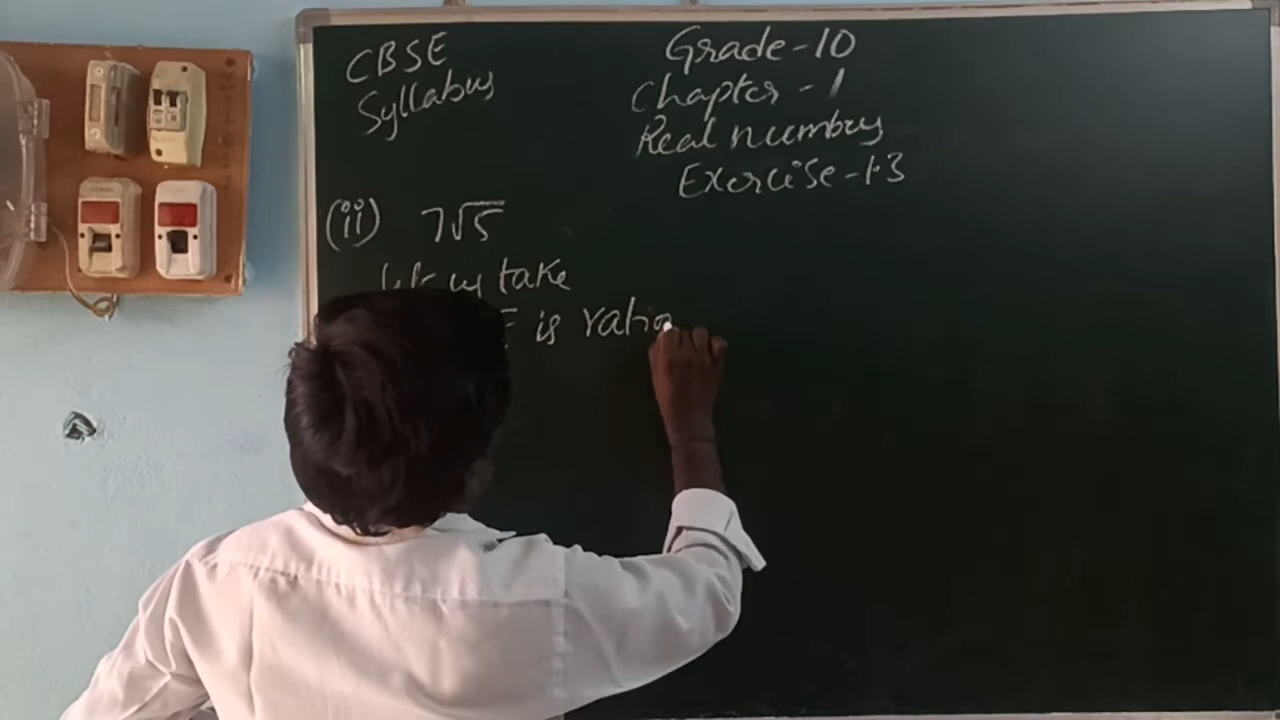 CBSE
Syllabus
Grade-10
Chapter-1
Real numbers
Exercise-1.3
(ii) 7√5
take
is ratio